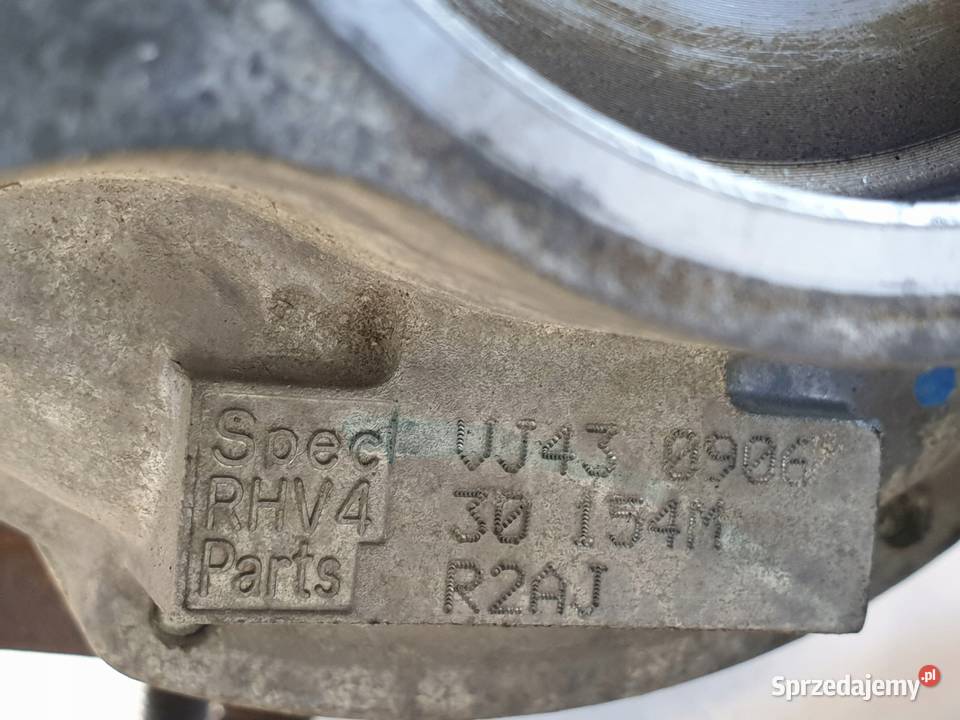 Spec VJ43 0906
RHV4 30 154M
Parts R2AJ
Sprzedajemy.pl